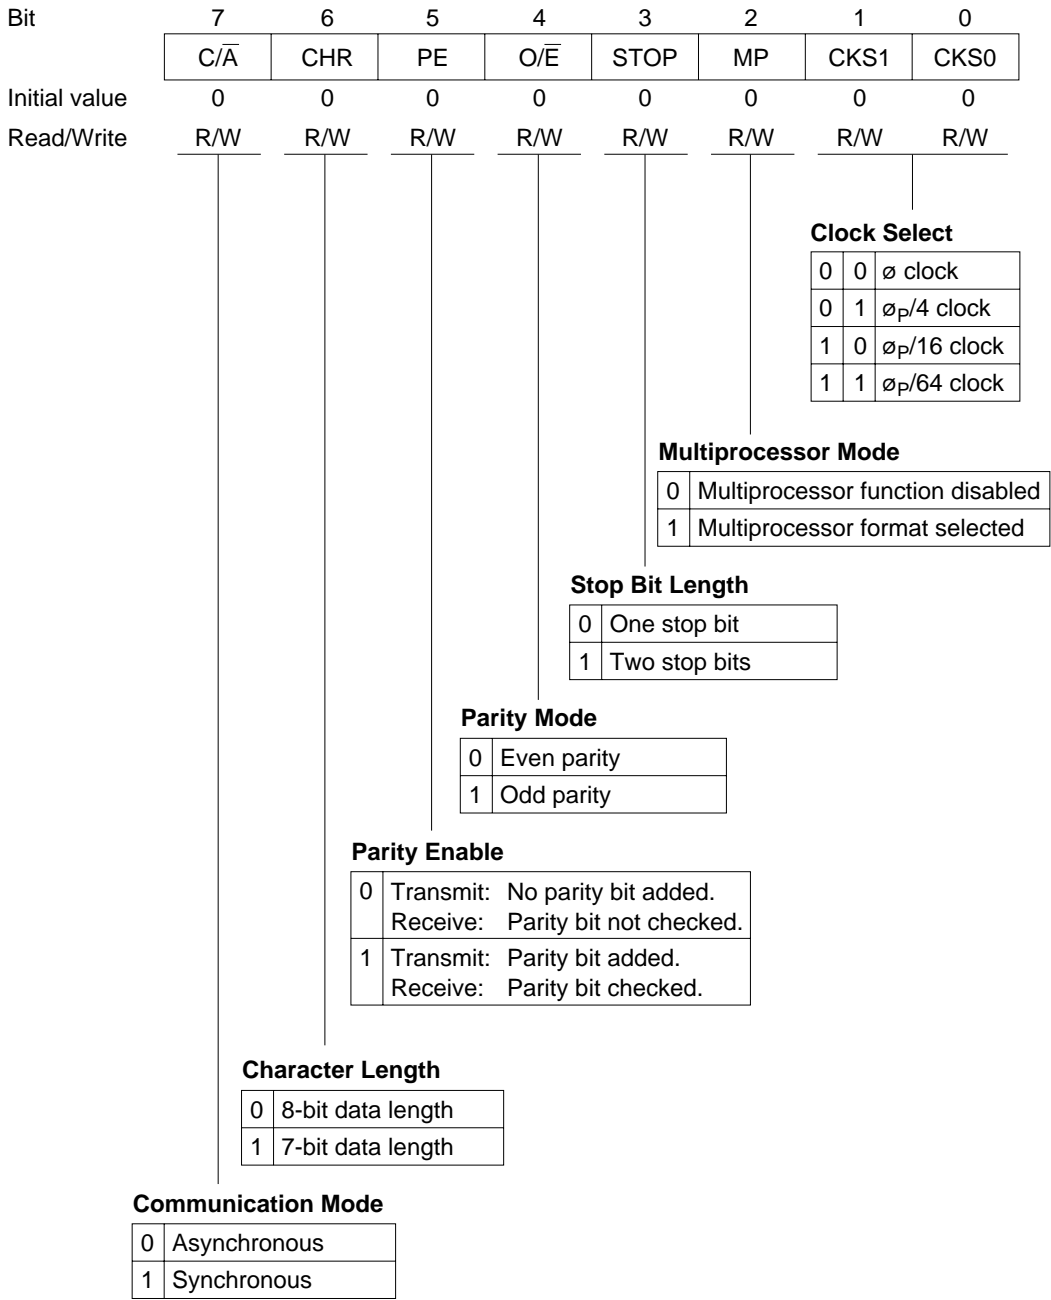 Bit 7 6 5 4 3 2 1 0
C/A̅ CHR PE O/E̅ STOP MP CKS1 CKS0
Initial value 0 0 0 0 0 0 0 0
Read/Write R/W R/W R/W R/W R/W R/W R/W R/W
Clock Select
0 0 ø clock
0 1 øP/4 clock
1 0 øP/16 clock
1 1 øP/64 clock
Multiprocessor Mode
0 Multiprocessor function disabled
1 Multiprocessor format selected
Stop Bit Length
0 One stop bit
1 Two stop bits
Parity Mode
0 Even parity
1 Odd parity
Parity Enable
0 Transmit: No parity bit added.
Receive: Parity bit not checked.
1 Transmit: Parity bit added.
Receive: Parity bit checked.
Character Length
0 8-bit data length
1 7-bit data length
Communication Mode
0 Asynchronous
1 Synchronous